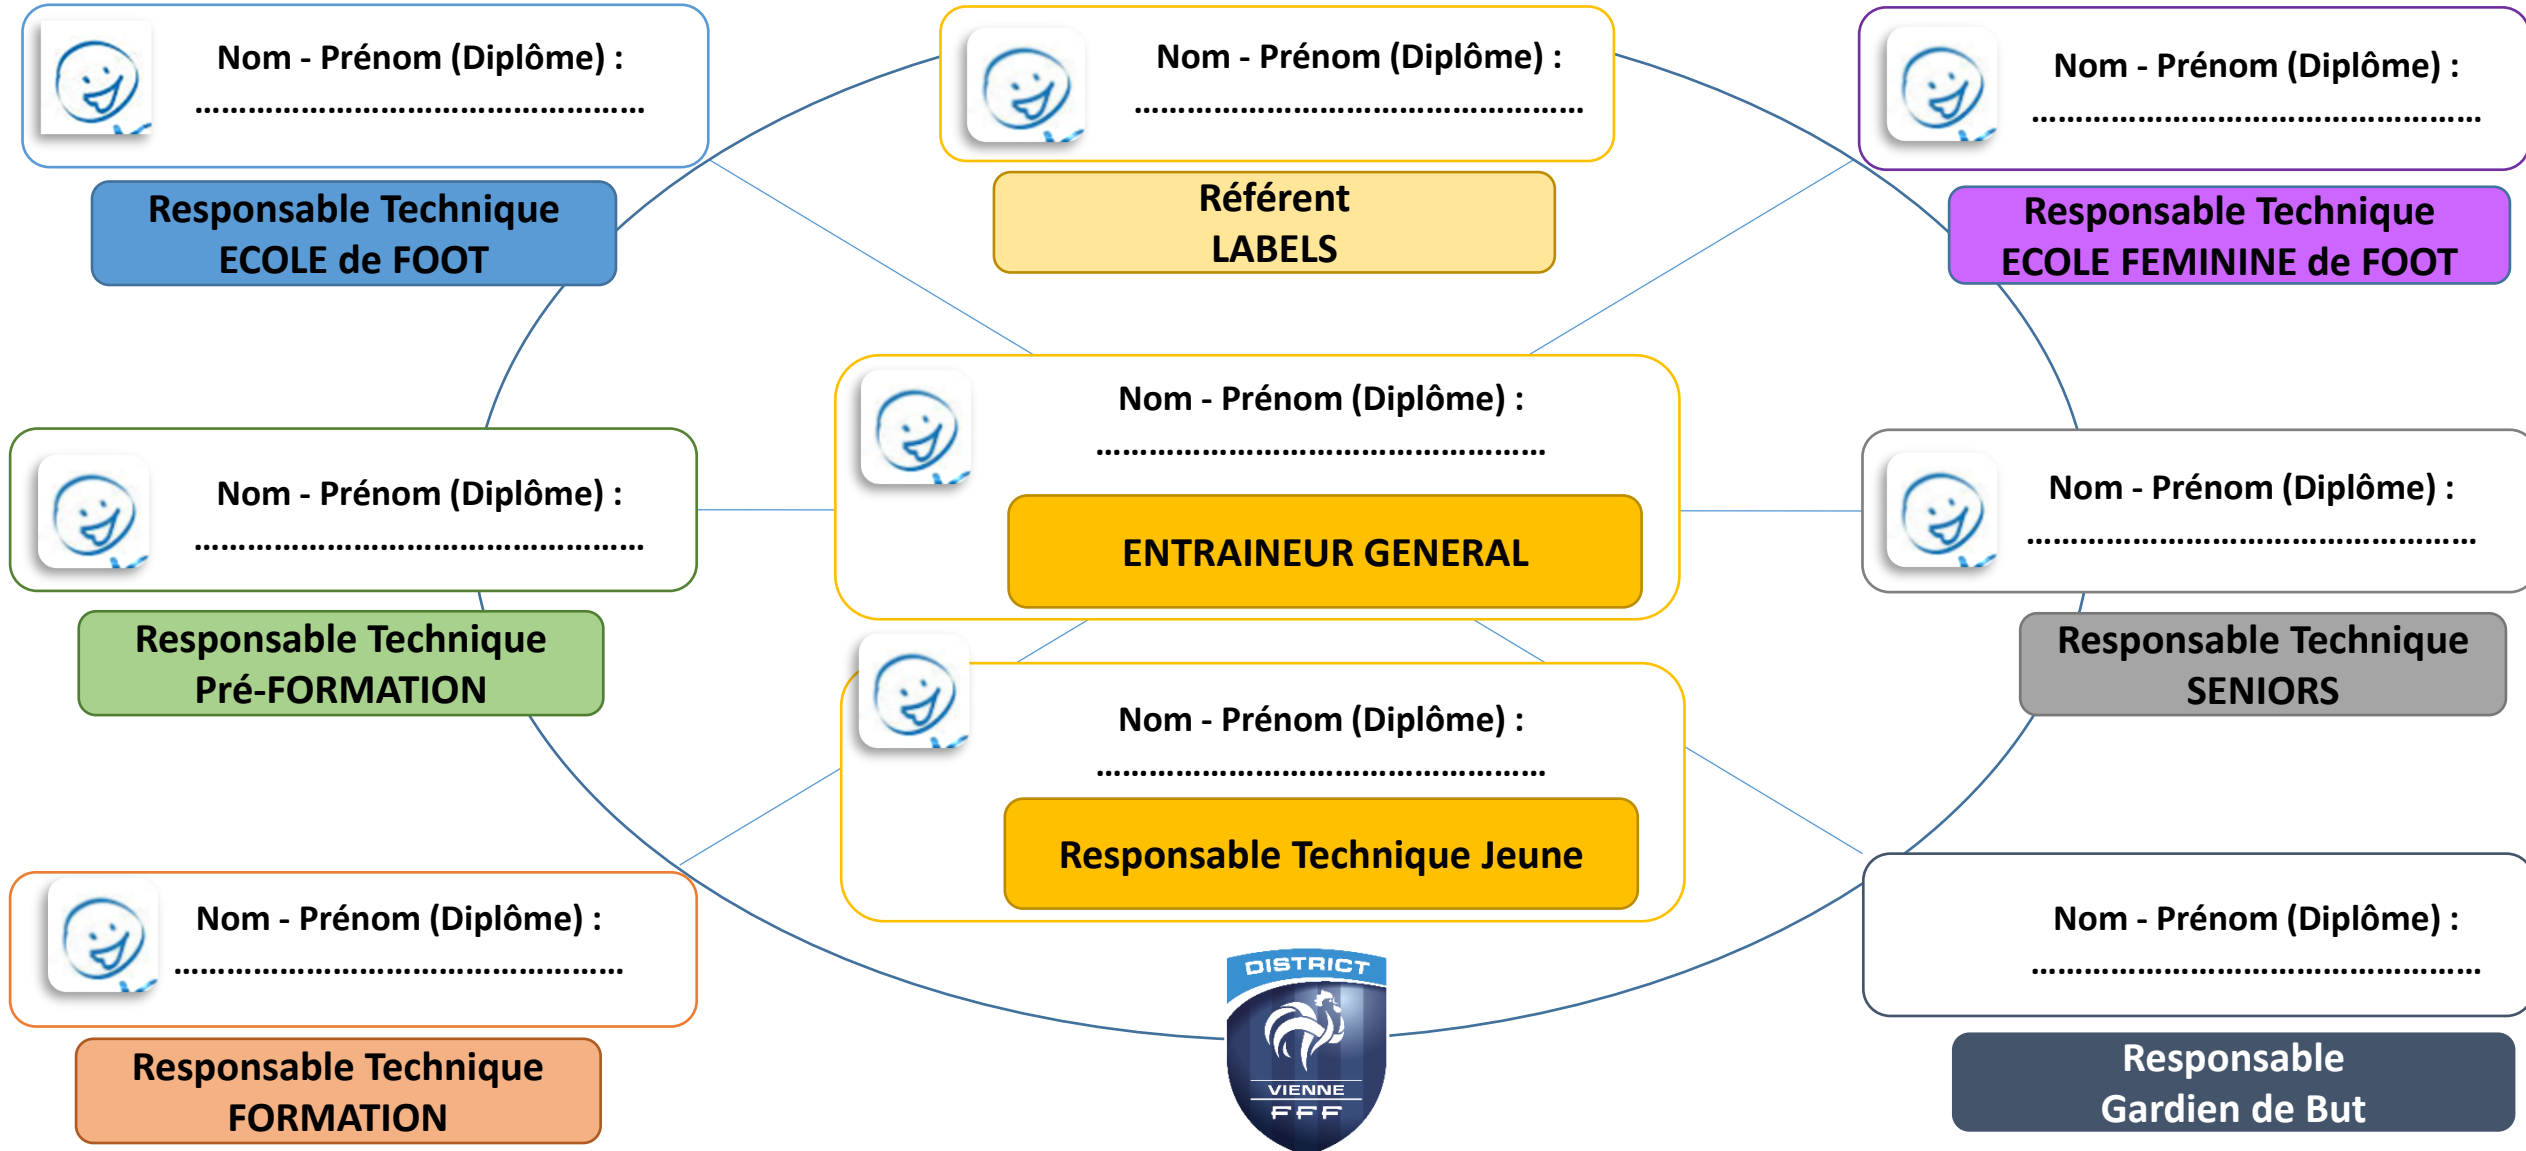 Nom - Prénom (Diplôme) :
................................................
Responsable Technique
ECOLE de FOOT
Nom - Prénom (Diplôme) :
................................................
Référent
LABELS
Nom - Prénom (Diplôme) :
................................................
Responsable Technique
ECOLE FEMININE de FOOT
Nom - Prénom (Diplôme) :
................................................
Responsable Technique
Pré-FORMATION
Nom - Prénom (Diplôme) :
................................................
ENTRAINEUR GENERAL
Nom - Prénom (Diplôme) :
................................................
Responsable Technique
SENIORS
Nom - Prénom (Diplôme) :
................................................
Responsable Technique Jeune
Nom - Prénom (Diplôme) :
................................................
Responsable Technique
FORMATION
DISTRICT
VIENNE
FFF
Nom - Prénom (Diplôme) :
................................................
Responsable
Gardien de But